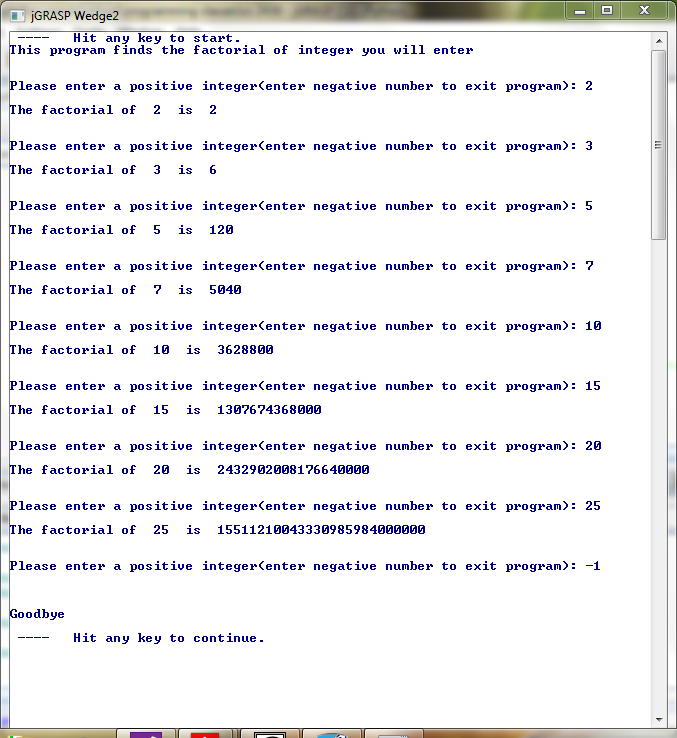 jGRASP Wedge2
----   Hit any key to start.
This program finds the factorial of integer you will enter
Please enter a positive integer(enter negative number to exit program): 2
The factorial of  2  is  2
Please enter a positive integer(enter negative number to exit program): 3
The factorial of  3  is  6
Please enter a positive integer(enter negative number to exit program): 5
The factorial of  5  is  120
Please enter a positive integer(enter negative number to exit program): 7
The factorial of  7  is  5040
Please enter a positive integer(enter negative number to exit program): 10
The factorial of  10  is  3628800
Please enter a positive integer(enter negative number to exit program): 15
The factorial of  15  is  1307674368000
Please enter a positive integer(enter negative number to exit program): 20
The factorial of  20  is  2432902008176640000
Please enter a positive integer(enter negative number to exit program): 25
The factorial of  25  is  15511210043330985984000000
Please enter a positive integer(enter negative number to exit program): -1
Goodbye
----   Hit any key to continue.